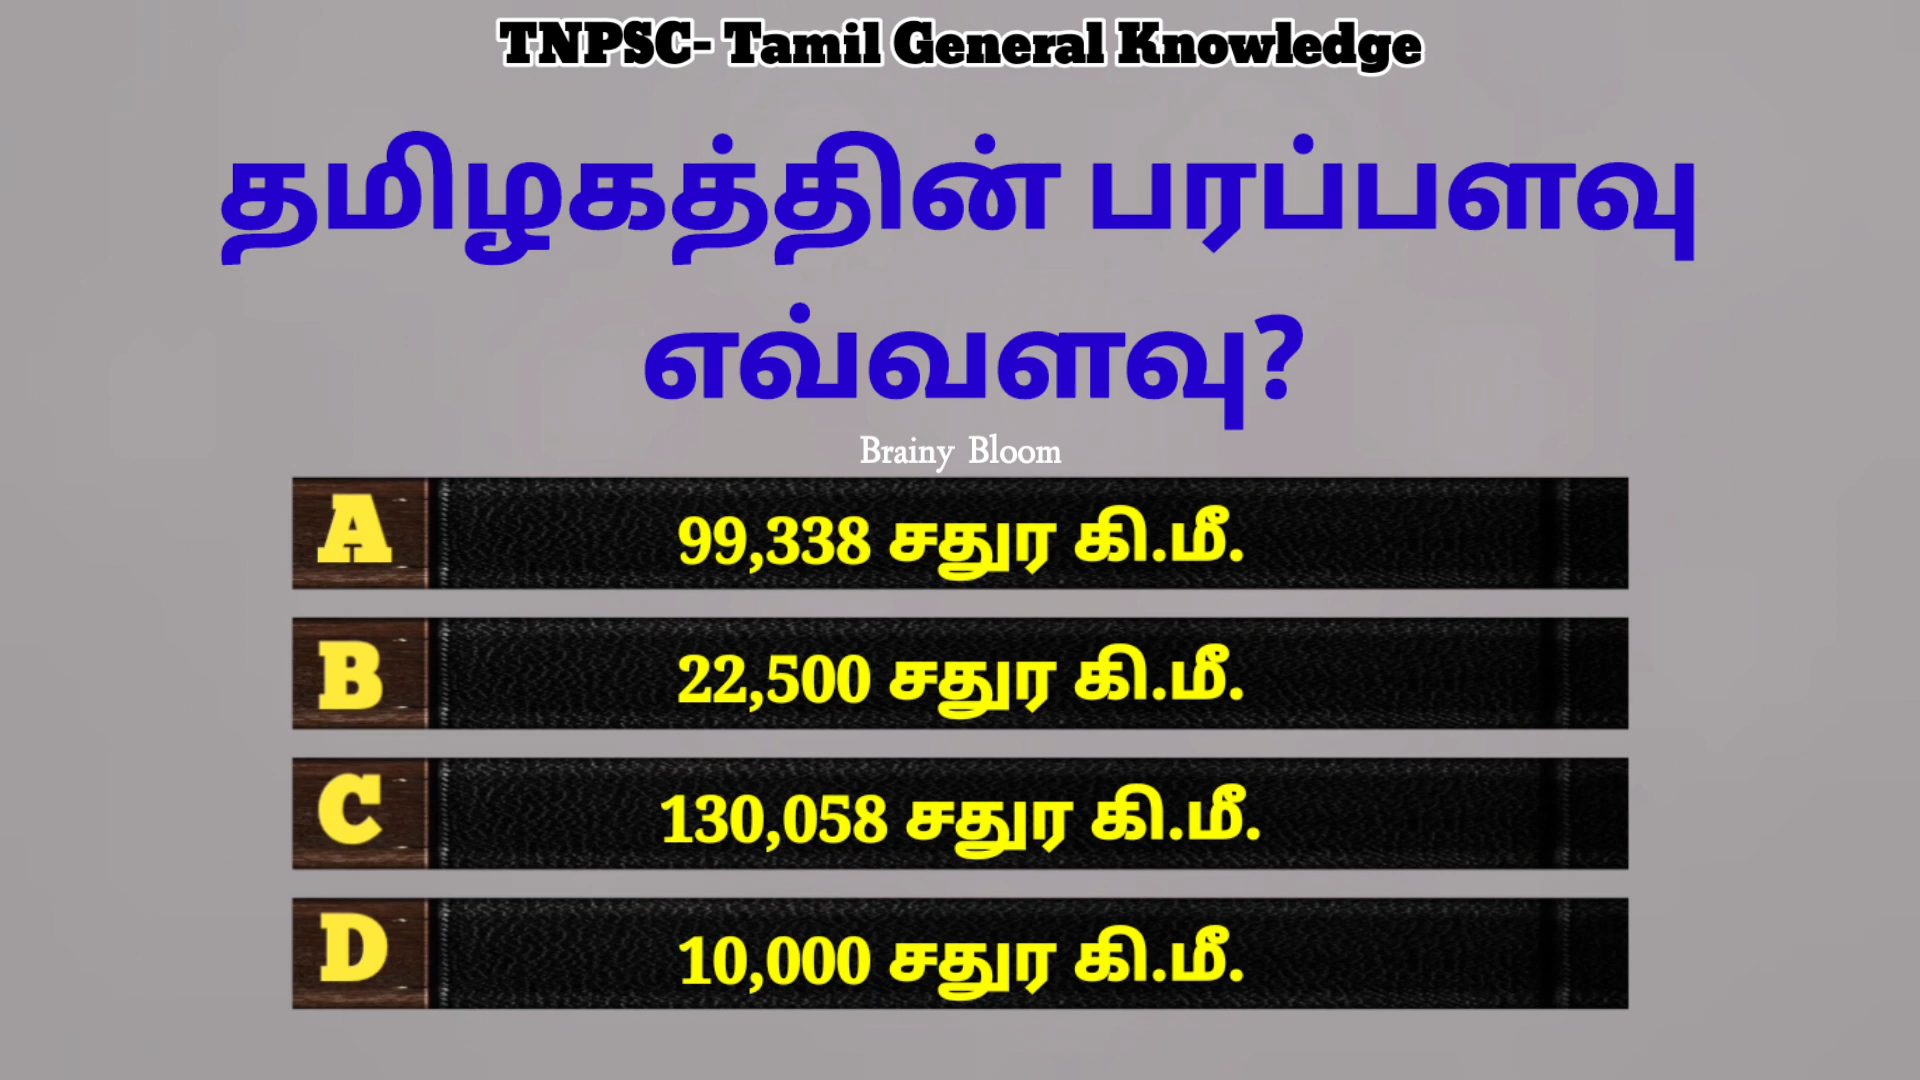 TNPSC- Tamil General Knowledge
தமிழகத்தின் பரப்பளவு
எவ்வளவு?
Brainy Bloom
A 99,338 சதுர கி.மீ.
B 22,500 சதுர கி.மீ.
C 130,058 சதுர கி.மீ.
D 10,000 சதுர கி.மீ.